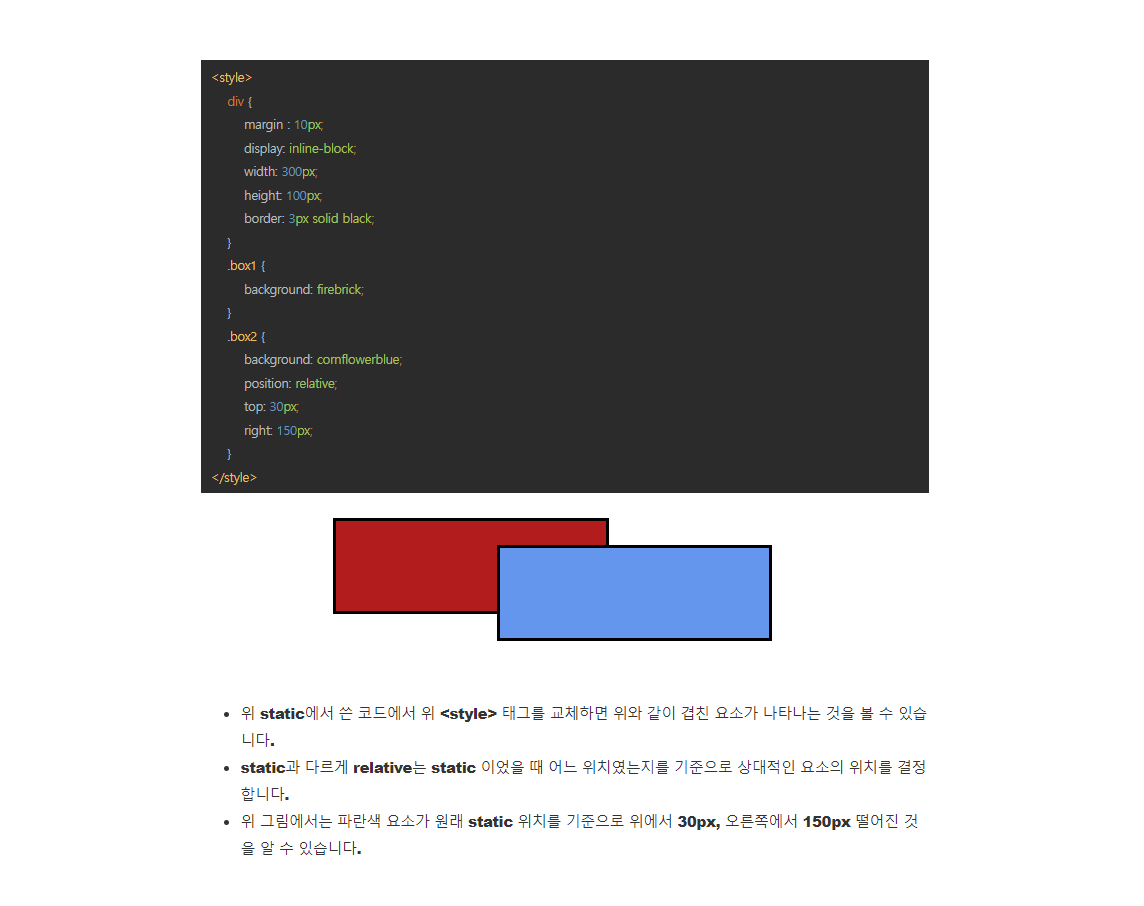 <style>
div {
margin : 10px;
display: inline-block;
width: 300px;
height: 100px;
border: 3px solid black;
}
.box1 {
background: firebrick;
}
.box2 {
background: cornflowerblue;
position: relative;
top: 30px;
right: 150px;
}
</style>
• 위 static에서 쓴 코드에서 위 <style> 태그를 교체하면 위와 같이 겹친 요소가 나타나는 것을 볼 수 있습
니다.
• static과 다르게 relative는 static 이었을 때 어느 위치였는지를 기준으로 상대적인 요소의 위치를 결정
합니다.
• 위 그림에서는 파란색 요소가 원래 static 위치를 기준으로 위에서 30px, 오른쪽에서 150px 떨어진 것
을 알 수 있습니다.